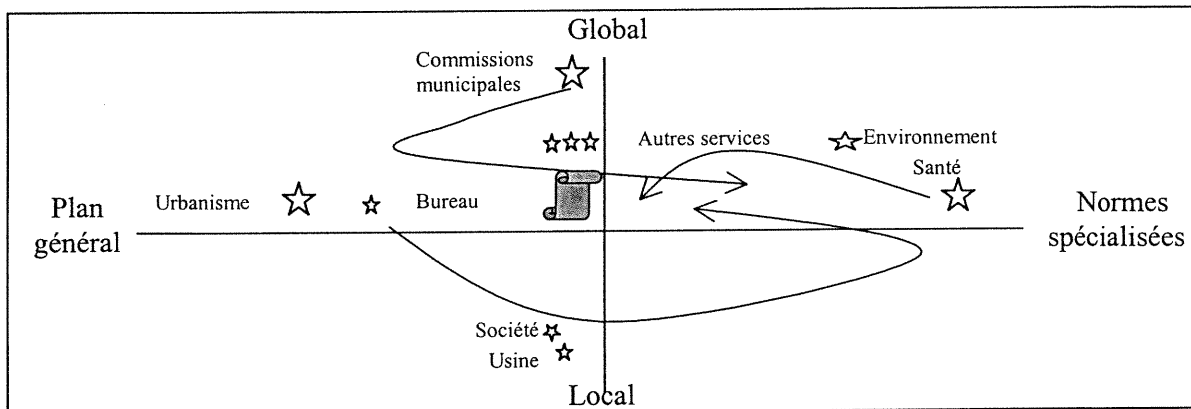 Global
Commissions
municipales
Autres services
Environnement
Santé
Urbanisme
Bureau
Plan
général
Normes
spécialisées
Société
Usine
Local